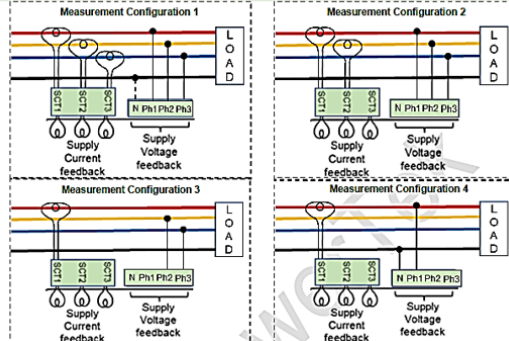 Measurement Configuration 1
L
O
A
D
SCT1
SCT2
SCT3
N Ph1 Ph2 Ph3
Supply
Current
feedback
Supply
Voltage
feedback
Measurement Configuration 2
L
O
A
D
SCT1
SCT2
SCT3
N Ph1 Ph2 Ph3
Supply
Current
feedback
Supply
Voltage
feedback
Measurement Configuration 3
L
O
A
D
SCT1
SCT2
SCT3
N Ph1 Ph2 Ph3
Supply
Current
feedback
Supply
Voltage
feedback
Measurement Configuration 4
L
O
A
D
SCT1
SCT2
SCT3
N Ph1 Ph2 Ph3
Supply
Current
feedback
Supply
Voltage
feedback